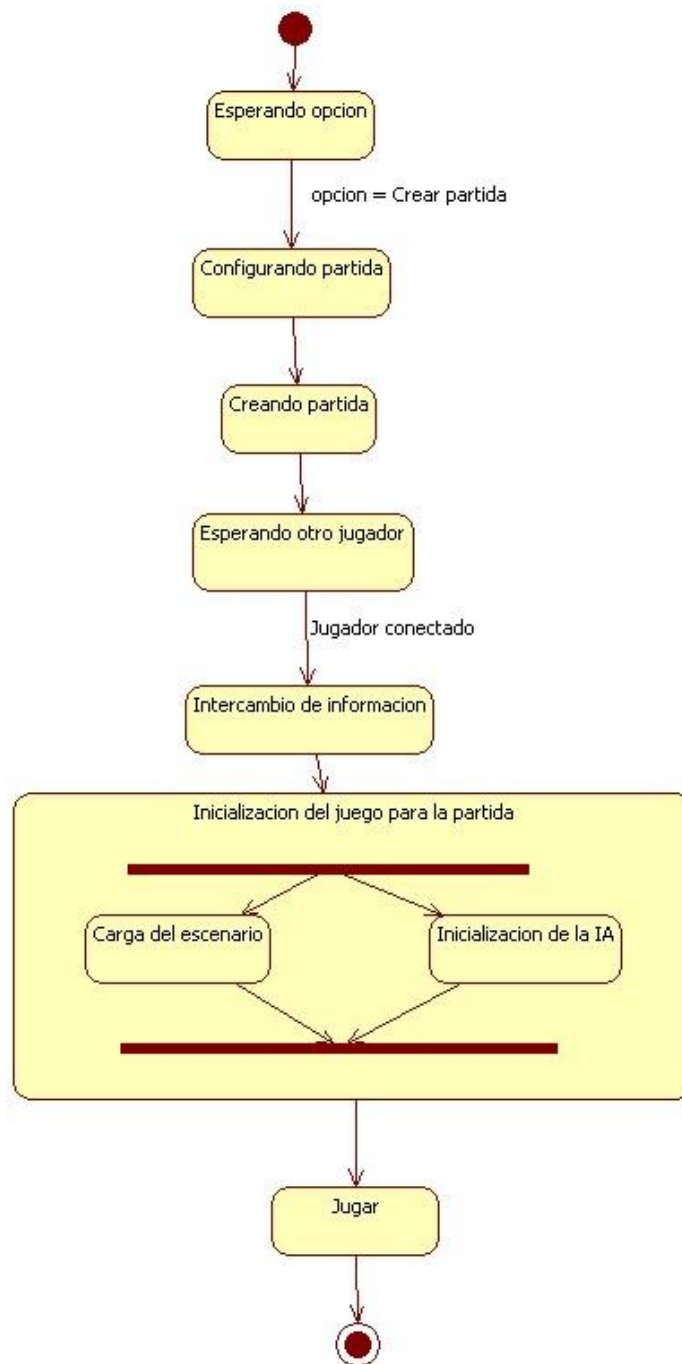 Esperando opcion
opcion = Crear partida
Configurando partida
Creando partida
Esperando otro jugador
Jugador conectado
Intercambio de informacion
Inicializacion del juego para la partida
Carga del escenario
Inicializacion de la IA
Jugar